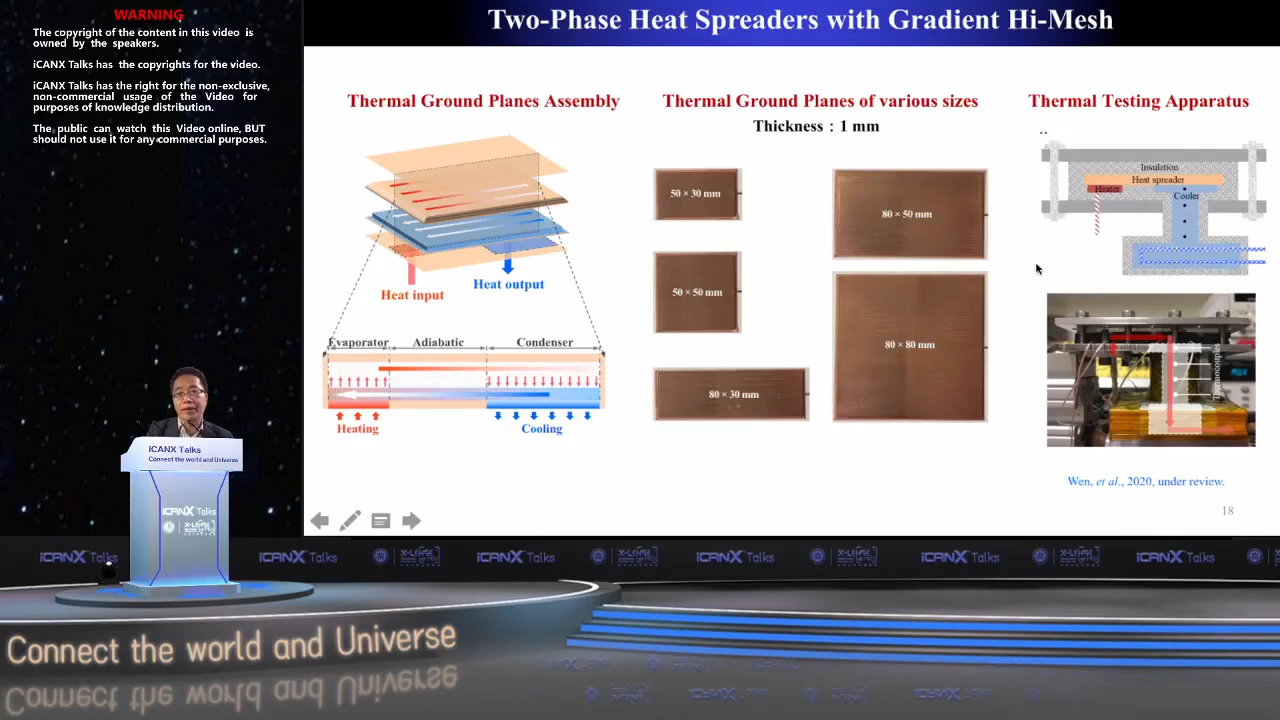 WARNING
The copyright of the content in this video is
owned by the speakers.
iCANX Talks has the copyrights for the video.
iCANX Talks has the right for the non-exclusive,
non-commercial usage of the Video for
purposes of knowledge distribution.
The public can watch this Video online, BUT
should not use it for any commercial purposes.
Two-Phase Heat Spreaders with Gradient Hi-Mesh
Thermal Ground Planes Assembly
Heat input
Heat output
Evaporator
Adiabatic
Condenser
Heating
Cooling
Thermal Ground Planes of various sizes
Thickness : 1 mm
50 × 30 mm
80 × 50 mm
50 × 50 mm
80 × 80 mm
80 × 30 mm
Thermal Testing Apparatus
Insulation
Heat spreader
Heater
Cooler
Thermocouples
Wen, et al., 2020, under review.
18
iCANX Talks
Connect the world and Universe
iCANX Talks
iCANX Talks
iCANX Talks
iCANX Talks
iCANX Talks
iCANX Talks
iCANX Talks
Connect the world and Universe